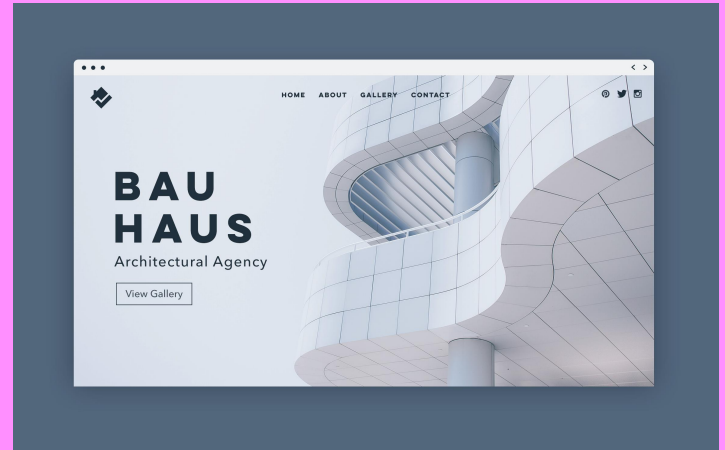 HOME ABOUT GALLERY CONTACT
BAU
HAUS
Architectural Agency
View Gallery